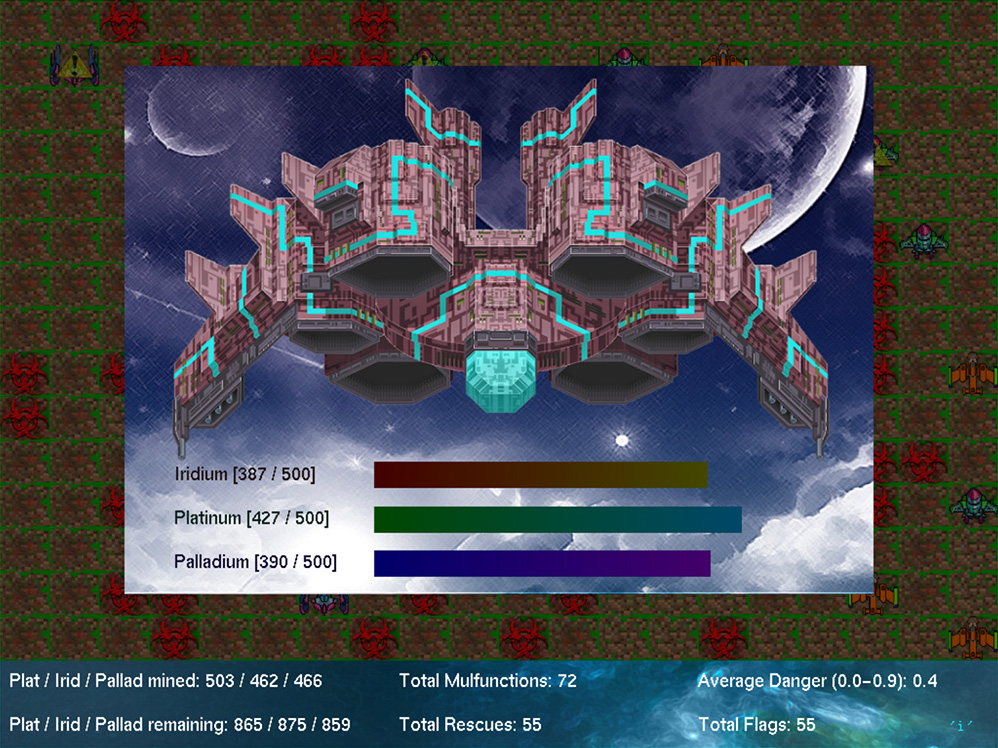 Iridium [387 / 500]
Platinum [427 / 500]
Palladium [390 / 500]
Plat / Irid / Pallad mined: 503 / 462 / 466
Total Mulfunctions: 72
Average Danger (0.0-0.9): 0.4
Plat / Irid / Pallad remaining: 865 / 875 / 859
Total Rescues: 55
Total Flags: 55